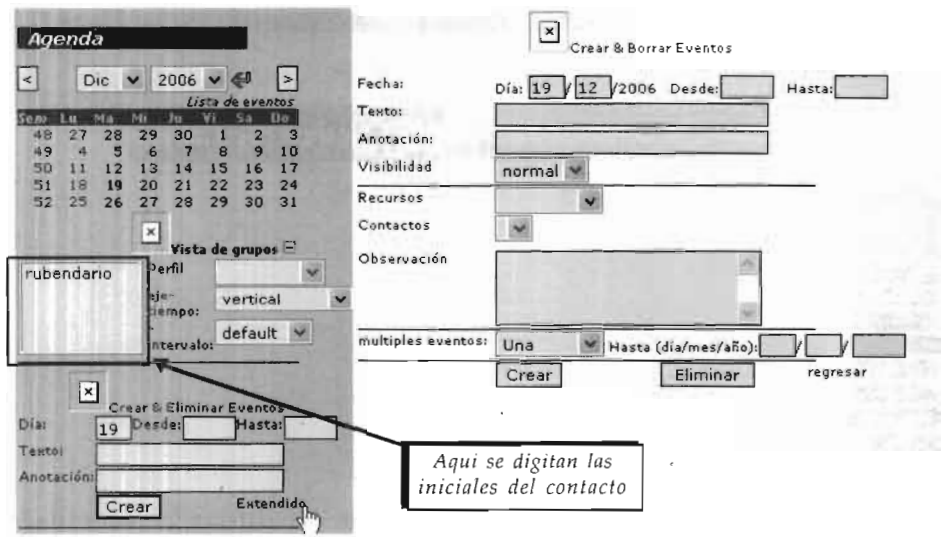 Agenda
< Dic 2006 >
Lista de eventos
Sem Lu Ma Mi Ju Vi Sa Do
48 27 28 29 30 1 2 3
49 4 5 6 7 8 9 10
50 11 12 13 14 15 16 17
51 18 19 20 21 22 23 24
52 25 26 27 28 29 30 31
Vista de grupos
rubendario
Perfil
eje-
tiempo:
vertical
intervalo:
default
Crear & Eliminar Eventos
Día: 19 Desde: Hasta:
Texto:
Anotación:
Crear Extendido
Crear & Borrar Eventos
Fecha: Día: 19 / 12 /2006 Desde: Hasta:
Texto:
Anotación:
Visibilidad normal
Recursos
Contactos
Observación
multiples eventos: Una Hasta (día/mes/año): / /
Crear Eliminar regresar
Aqui se digitan las
iniciales del contacto